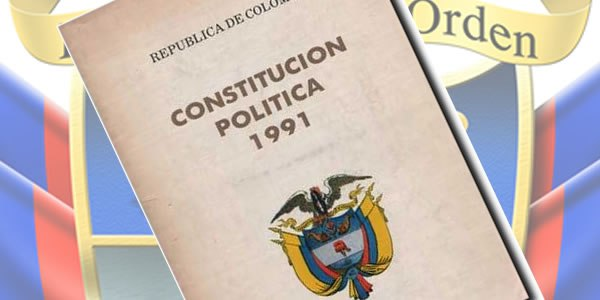 Orden
REPUBLICA DE COLOM
CONSTITUCION
POLITICA
1991